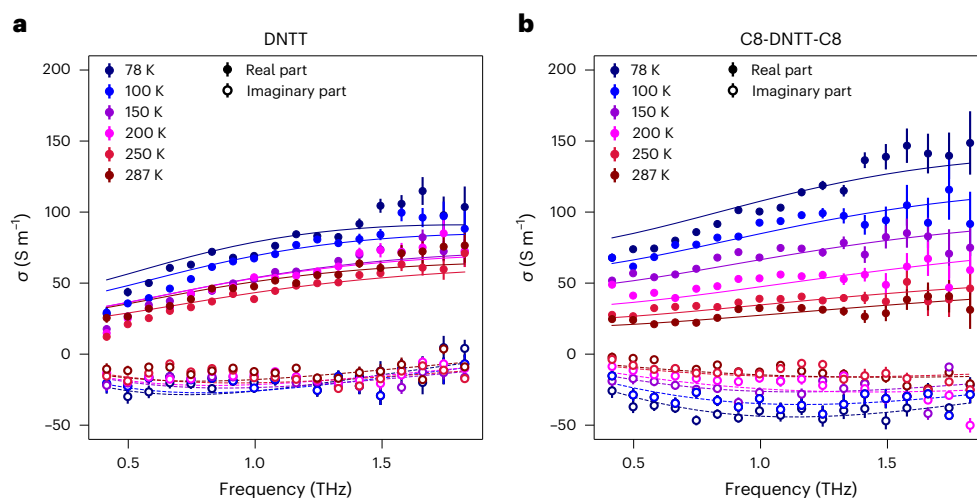 a
DNTT
200
150
100
50
0
−50
σ (S m⁻¹)
78 K
100 K
150 K
200 K
250 K
287 K
Real part
Imaginary part
0.5
1.0
1.5
Frequency (THz)
b
C8-DNTT-C8
200
150
100
50
0
−50
σ (S m⁻¹)
78 K
100 K
150 K
200 K
250 K
287 K
Real part
Imaginary part
0.5
1.0
1.5
Frequency (THz)